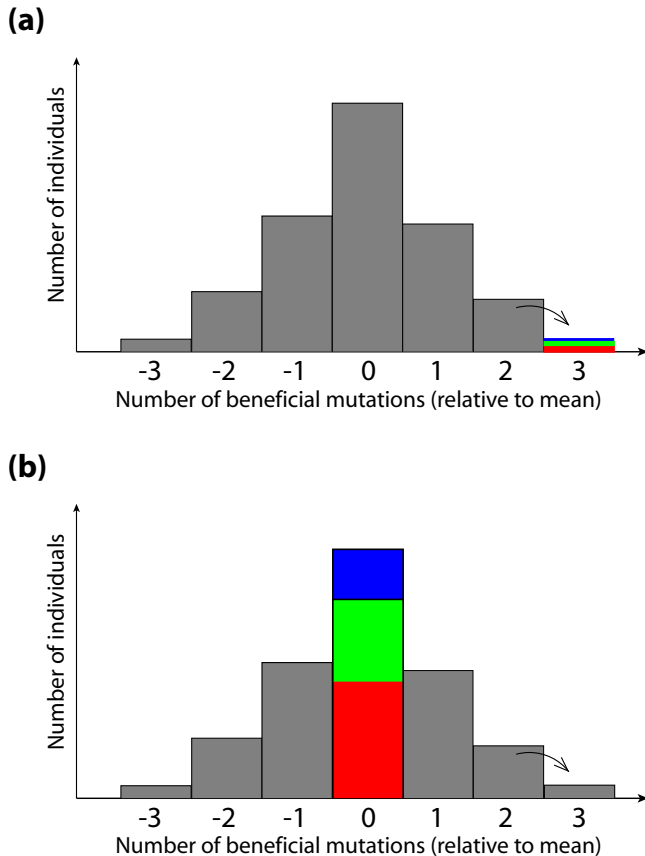 (a)
Number of individuals
-3 -2 -1 0 1 2 3
Number of beneficial mutations (relative to mean)
(b)
Number of individuals
-3 -2 -1 0 1 2 3
Number of beneficial mutations (relative to mean)